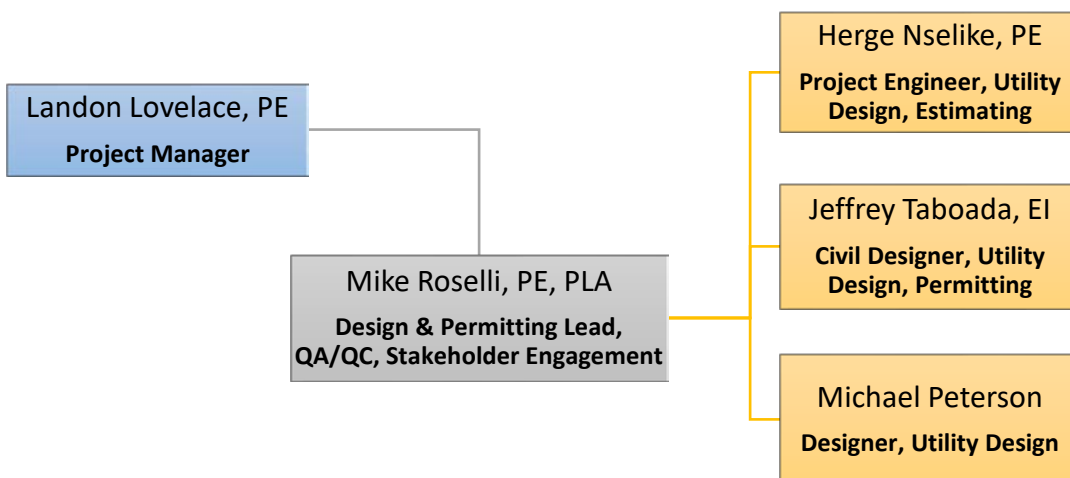 Landon Lovelace, PE
Project Manager
Mike Roselli, PE, PLA
Design & Permitting Lead,
QA/QC, Stakeholder Engagement
Herge Nselike, PE
Project Engineer, Utility
Design, Estimating
Jeffrey Taboada, EI
Civil Designer, Utility
Design, Permitting
Michael Peterson
Designer, Utility Design